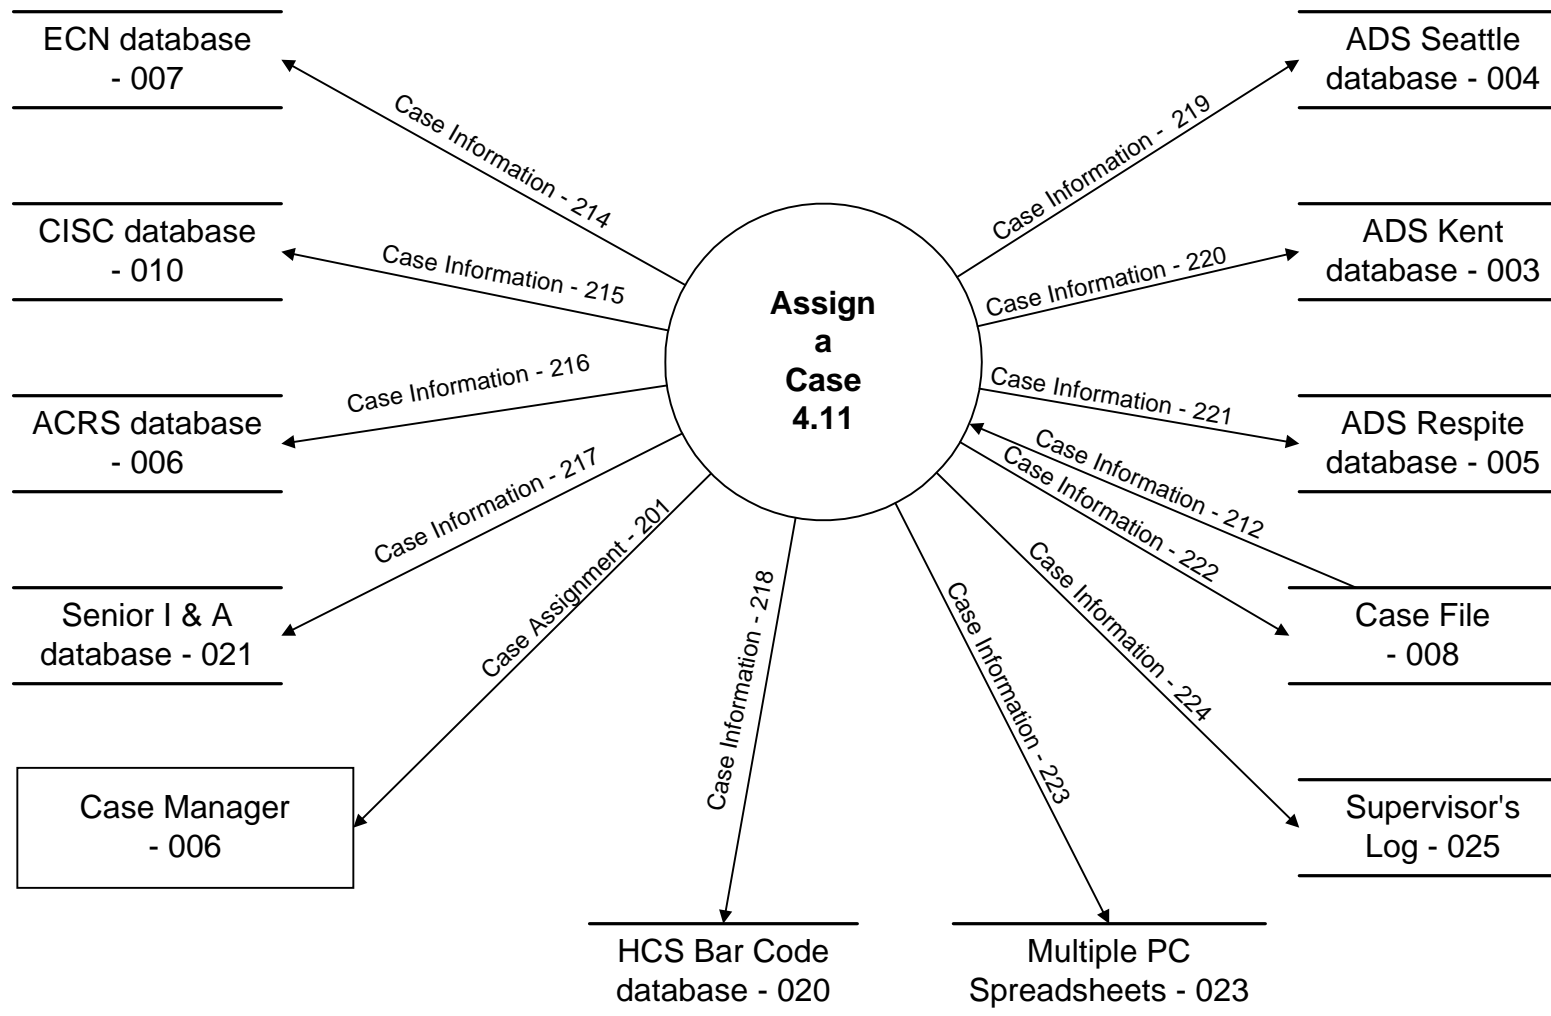 ECN database
- 007
ADS Seattle
database - 004
Case Information - 214
Case Information - 219
CISC database
- 010
ADS Kent
database - 003
Case Information - 215
Case Information - 220
Assign
a
Case
4.11
ACRS database
- 006
ADS Respite
database - 005
Case Information - 216
Case Information - 221
Case Information - 217
Case Information - 212
Case Information - 222
Senior I & A
database - 021
Case File
- 008
Case Assignment - 201
Case Information - 218
Case Information - 223
Case Information - 224
Case Manager
- 006
Supervisor's
Log - 025
HCS Bar Code
database - 020
Multiple PC
Spreadsheets - 023